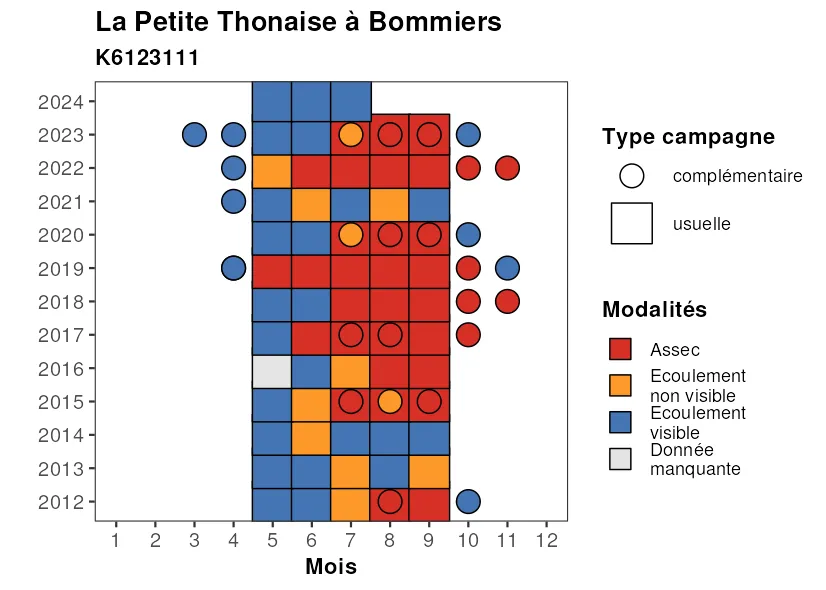 La Petite Thonaise à Bommiers
K6123111
2024
2023
2022
2021
2020
2019
2018
2017
2016
2015
2014
2013
2012
1 2 3 4 5 6 7 8 9 10 11 12
Mois
Type campagne
complémentaire
usuelle
Modalités
Assec
Ecoulement
non visible
Ecoulement
visible
Donnée
manquante